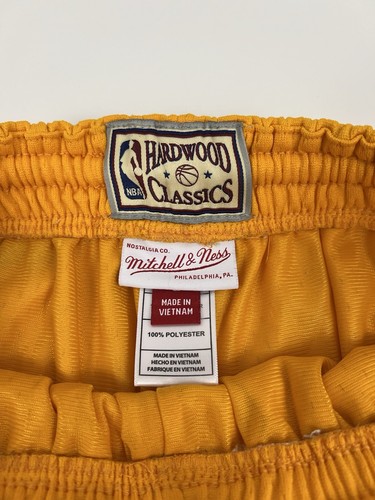 HARDWOOD
NBA
CLASSICS
NOSTALGIA CO.
Mitchell & Ness
PHILADELPHIA, PA.
MADE IN
VIETNAM
100% POLYESTER
MADE IN VIETNAM
HECHO EN VIETNAM
FABRIQUE EN VIETNAM